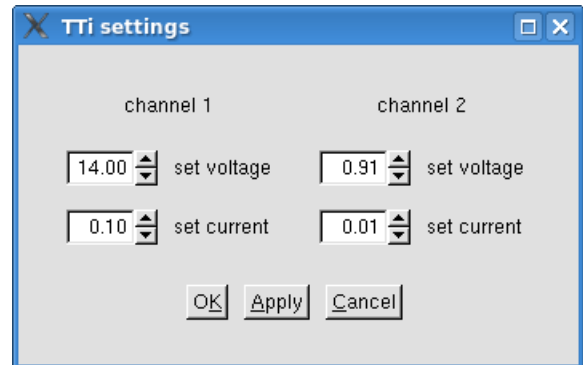 TTi settings
channel 1 channel 2
14.00 set voltage 0.91 set voltage
0.10 set current 0.01 set current
OK Apply Cancel